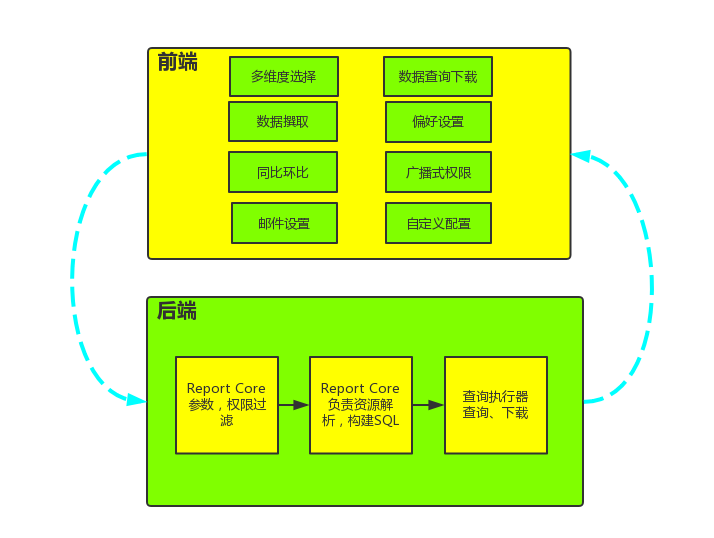 前端
多维度选择
数据查询下载
数据撰取
偏好设置
同比环比
广播式权限
邮件设置
自定义配置
后端
Report Core
参数，权限过
滤
Report Core
负责资源解
析，构建SQL
查询执行器
查询、下载